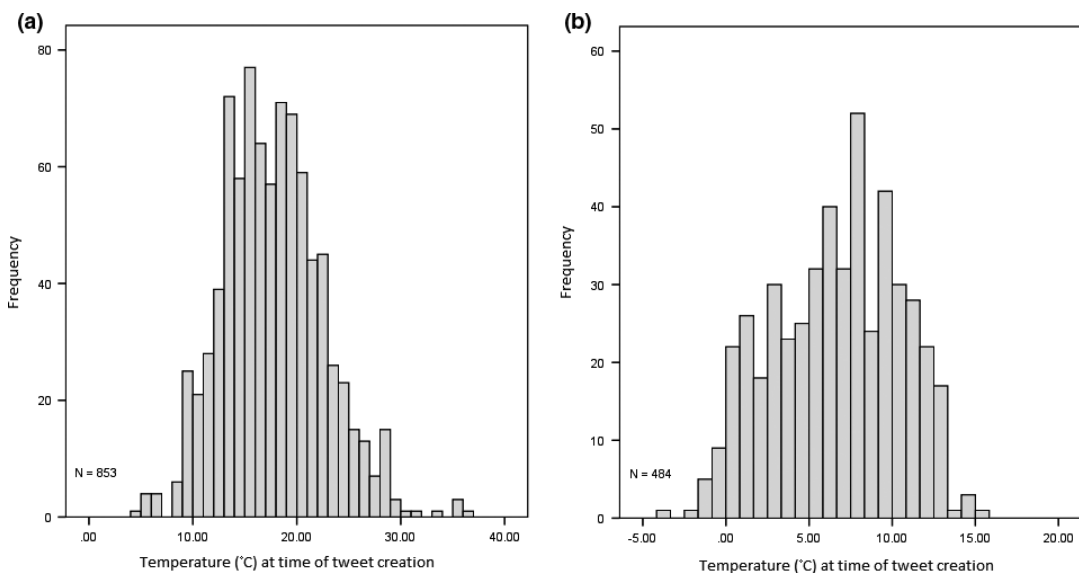 (a)
80
60
40
20
0
Frequency
N = 853
.00 10.00 20.00 30.00 40.00
Temperature (˚C) at time of tweet creation
(b)
60
50
40
30
20
10
0
Frequency
N = 484
-5.00 .00 5.00 10.00 15.00 20.00
Temperature (˚C) at time of tweet creation